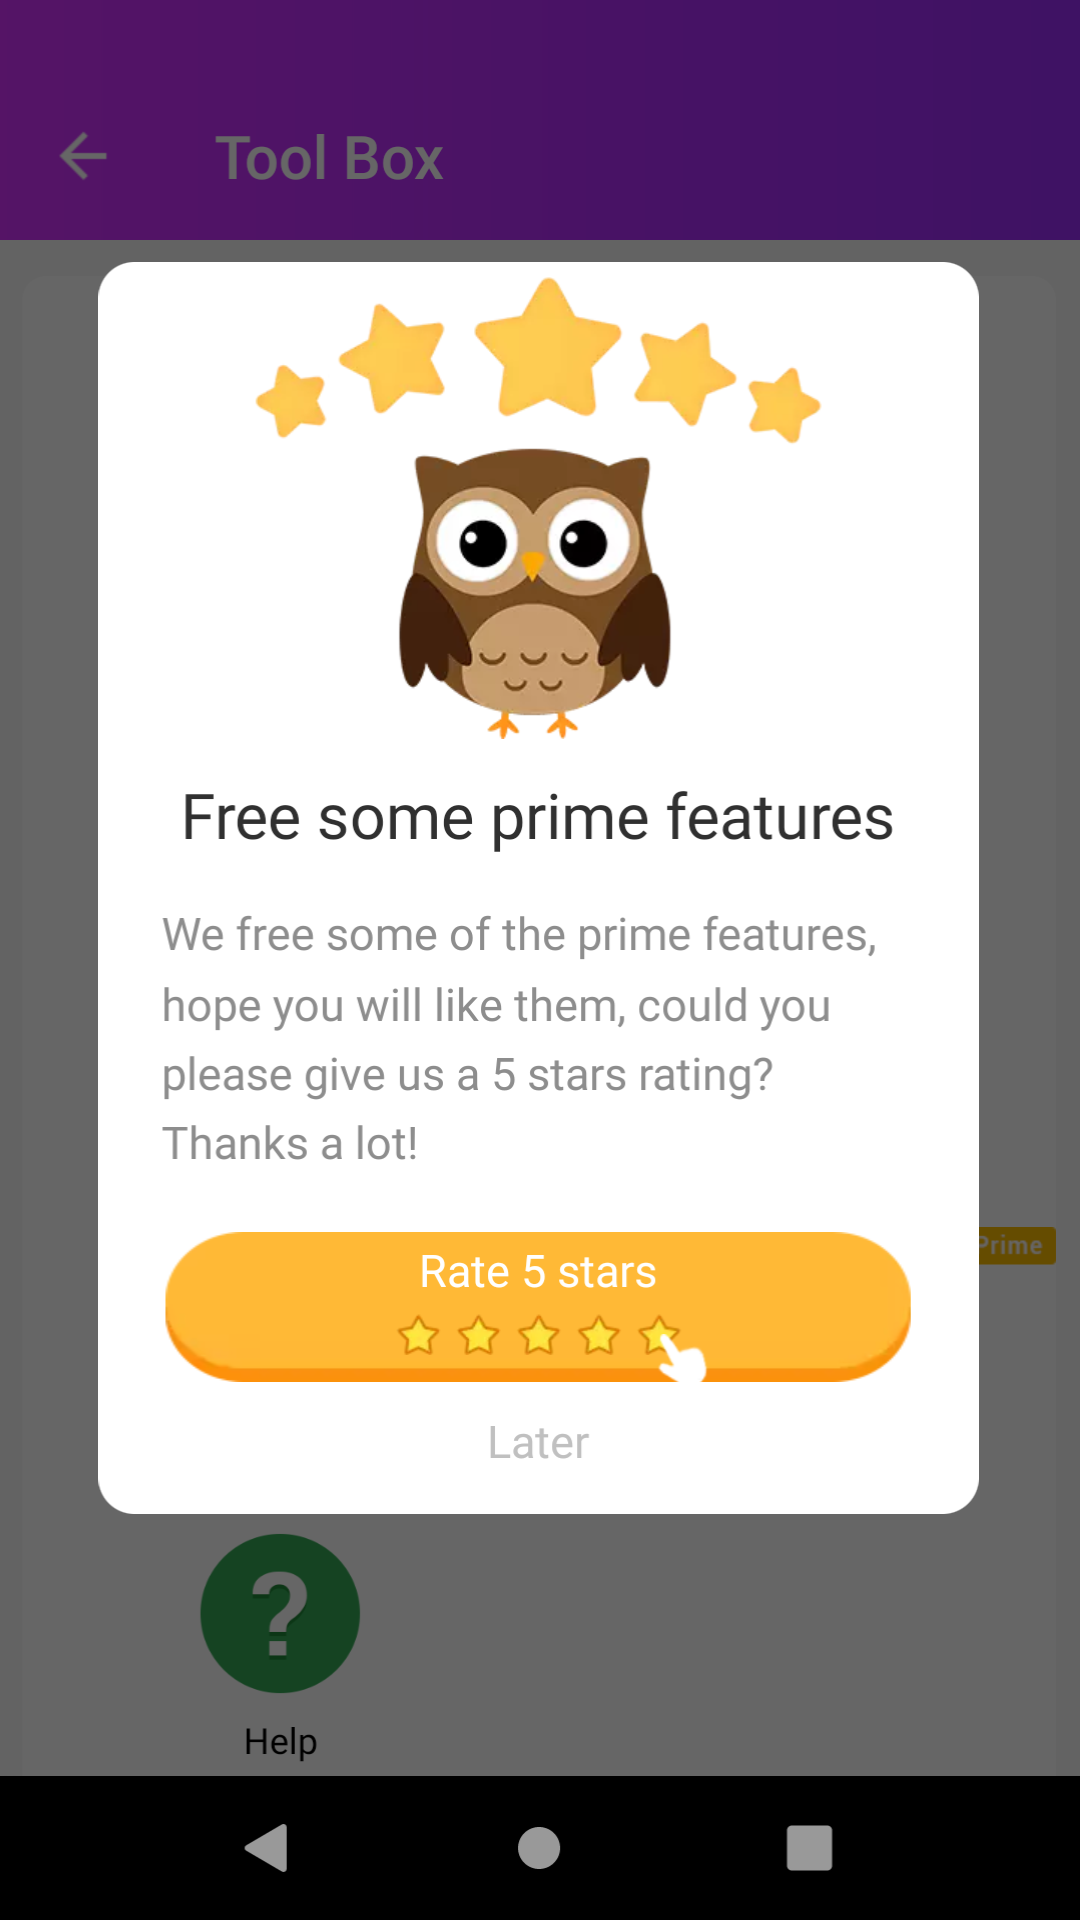 Tool Box
Free some prime features
We free some of the prime features,
hope you will like them, could you
please give us a 5 stars rating?
Thanks a lot!
Prime
Rate 5 stars
Later
?
Help